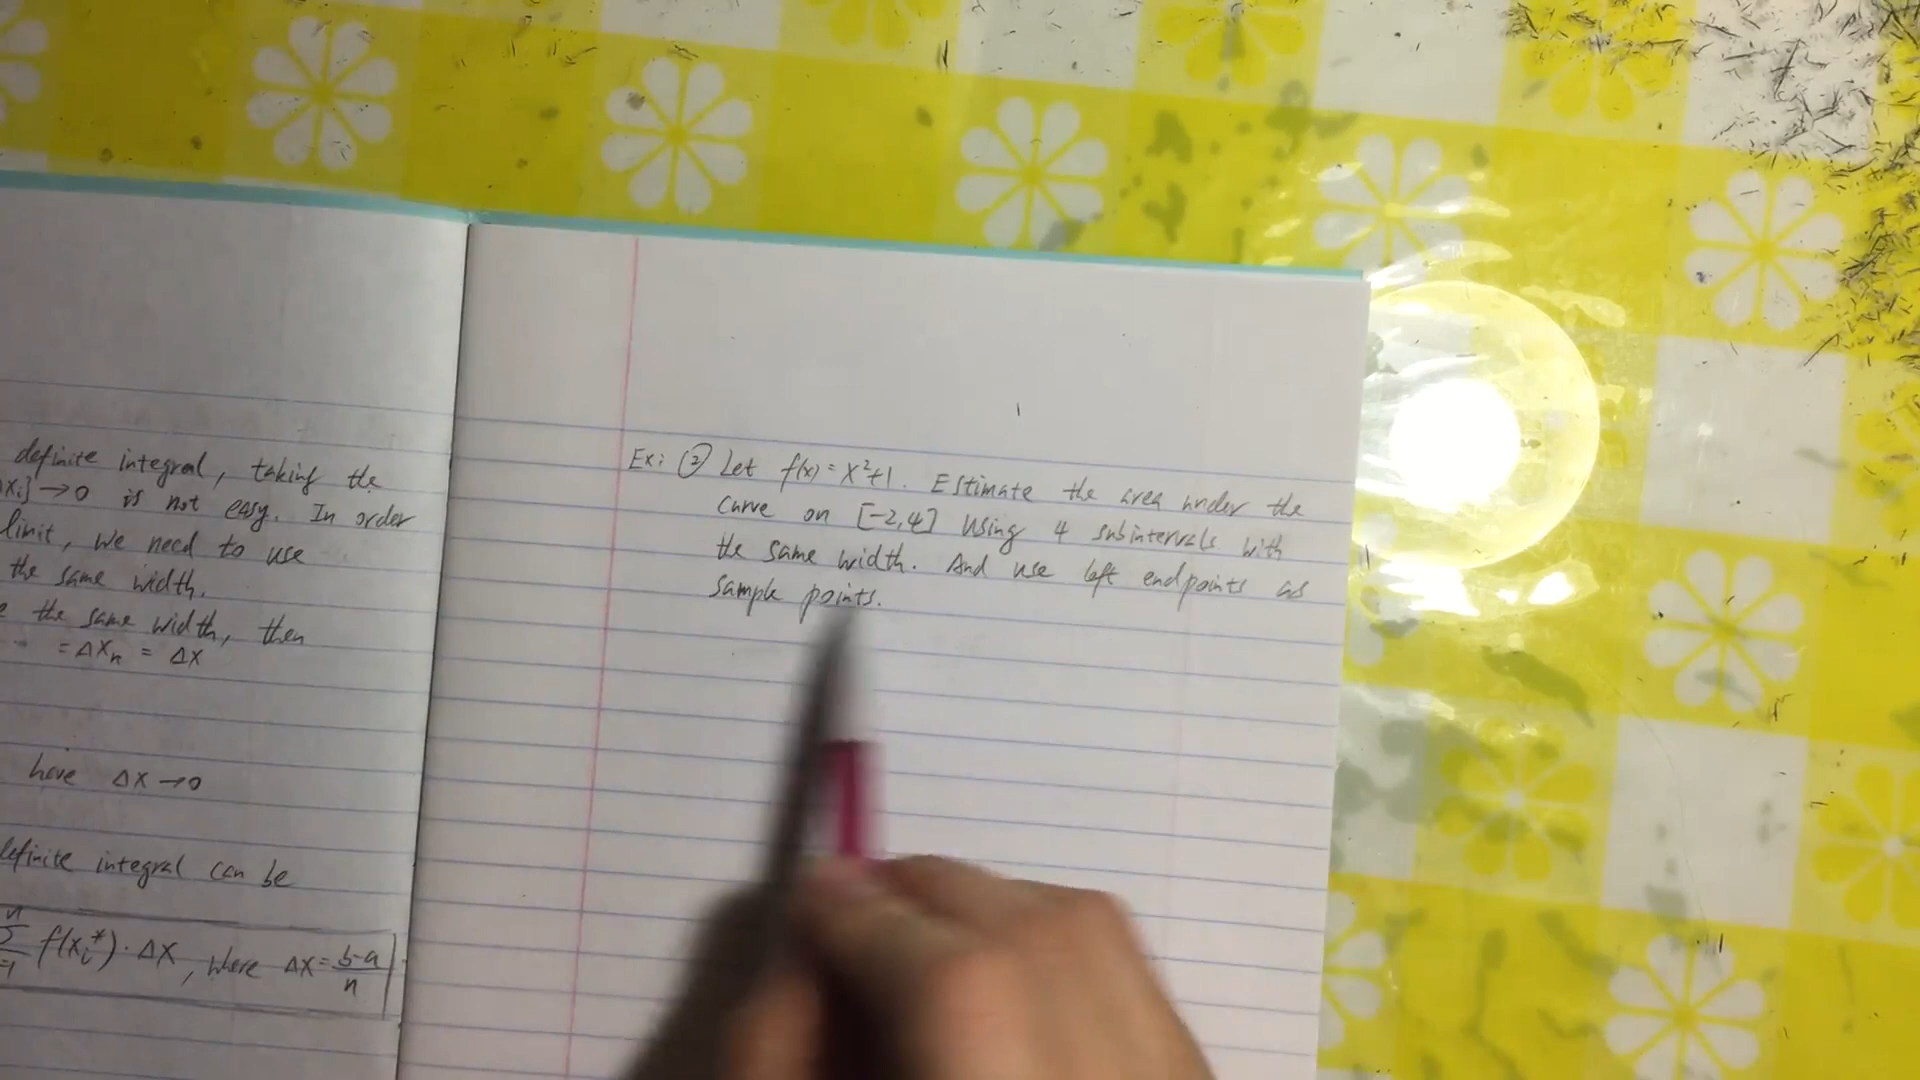 definite integral, taking the
xi} → 0 is not easy. In order
limit, we need to use
the same width.
the same width, then
= Δxn = Δx
have Δx → 0
definite integral can be
f(xi*)·Δx, where Δx = b-a/n
Ex: ② Let f(x) = x²+1. Estimate the area under the
curve on [-2,4] using 4 subintervals with
the same width. And use left endpoints as
sample points.